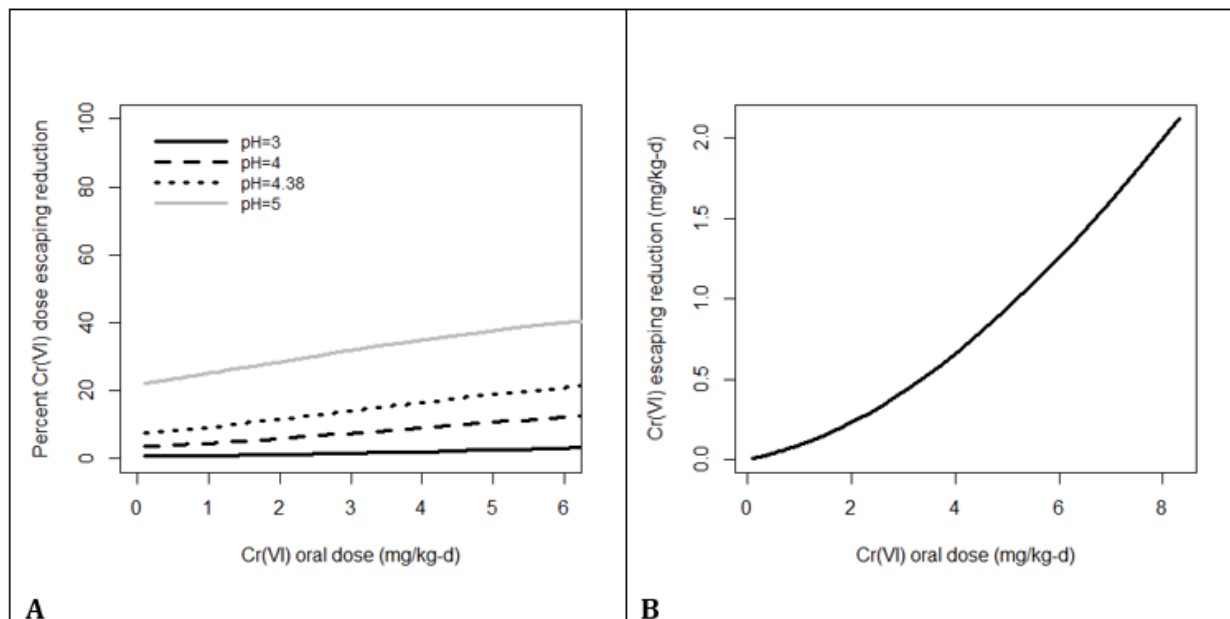 Percent Cr(VI) dose escaping reduction
100
80
60
40
20
0
pH=3
pH=4
pH=4.38
pH=5
0 1 2 3 4 5 6
Cr(VI) oral dose (mg/kg-d)
A
Cr(VI) escaping reduction (mg/kg-d)
2.0
1.5
1.0
0.5
0.0
0 2 4 6 8
Cr(VI) oral dose (mg/kg-d)
B